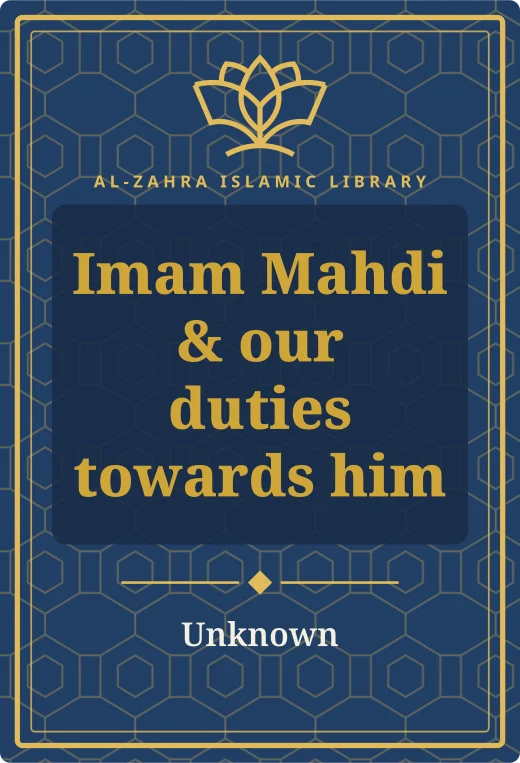 AL-ZAHRA ISLAMIC LIBRARY
Imam Mahdi
& our
duties
towards him
Unknown